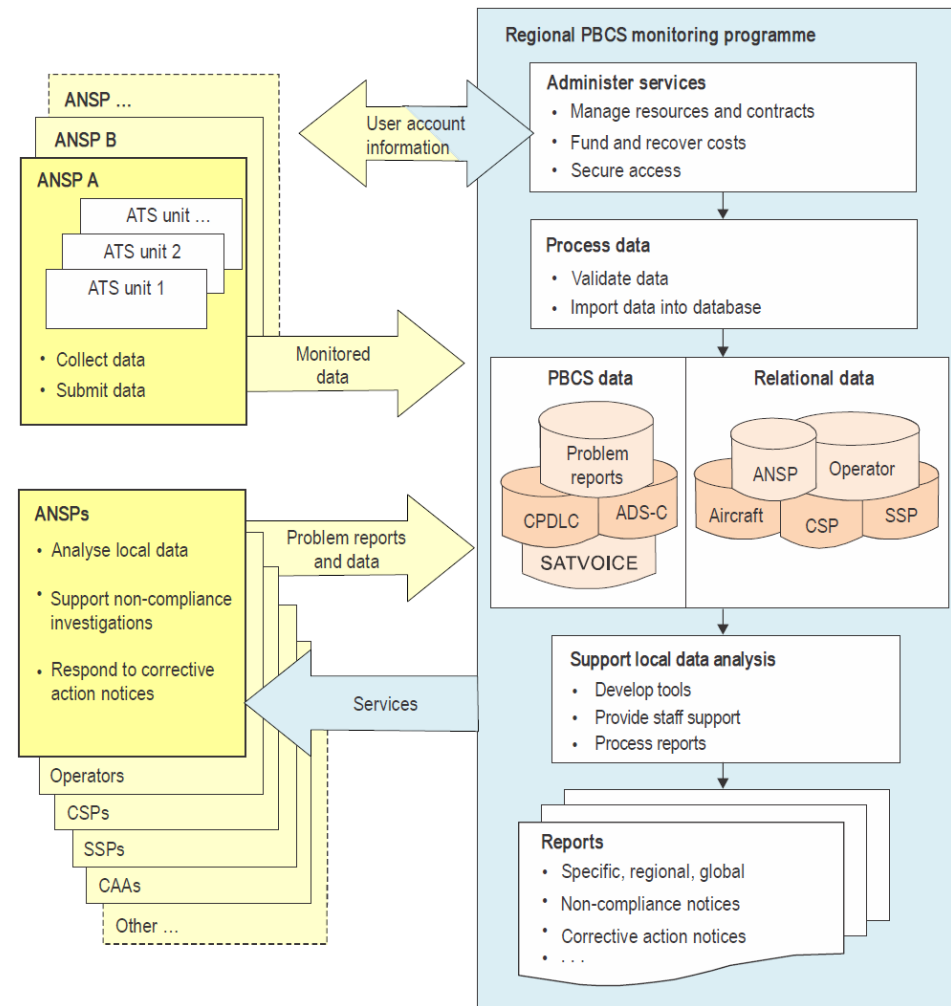 ANSP ...
ANSP B
ANSP A
ATS unit ...
ATS unit 2
ATS unit 1
• Collect data
• Submit data
User account
information
Monitored
data
ANSPs
• Analyse local data
• Support non-compliance
investigations
• Respond to corrective
action notices
Operators
CSPs
SSPs
CAAs
Other ...
Problem reports
and data
Services
Regional PBCS monitoring programme
Administer services
• Manage resources and contracts
• Fund and recover costs
• Secure access
Process data
• Validate data
• Import data into database
PBCS data
Problem
reports
CPDLC
ADS-C
SATVOICE
Relational data
ANSP
Operator
Aircraft
CSP
SSP
Support local data analysis
• Develop tools
• Provide staff support
• Process reports
Reports
• Specific, regional, global
• Non-compliance notices
• Corrective action notices
• . . .